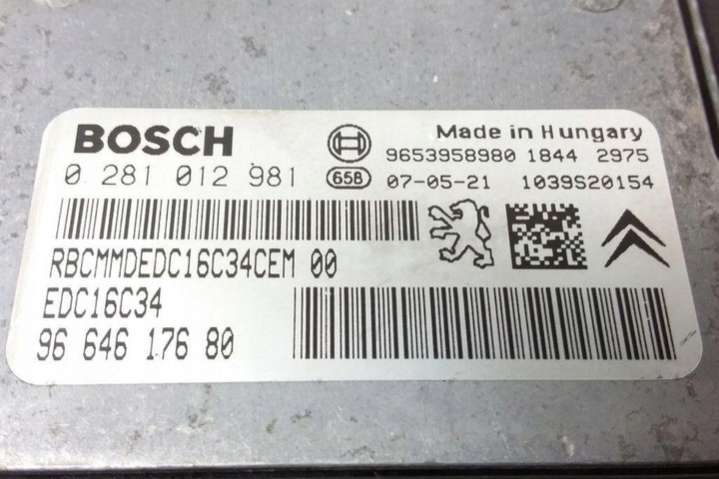 BOSCH
Made in Hungary
9653958980 1844 2975
0 281 012 981
658
07-05-21 1039S20154
RBCMMDEDC16C34CEM 00
EDC16C34
96 646 176 80